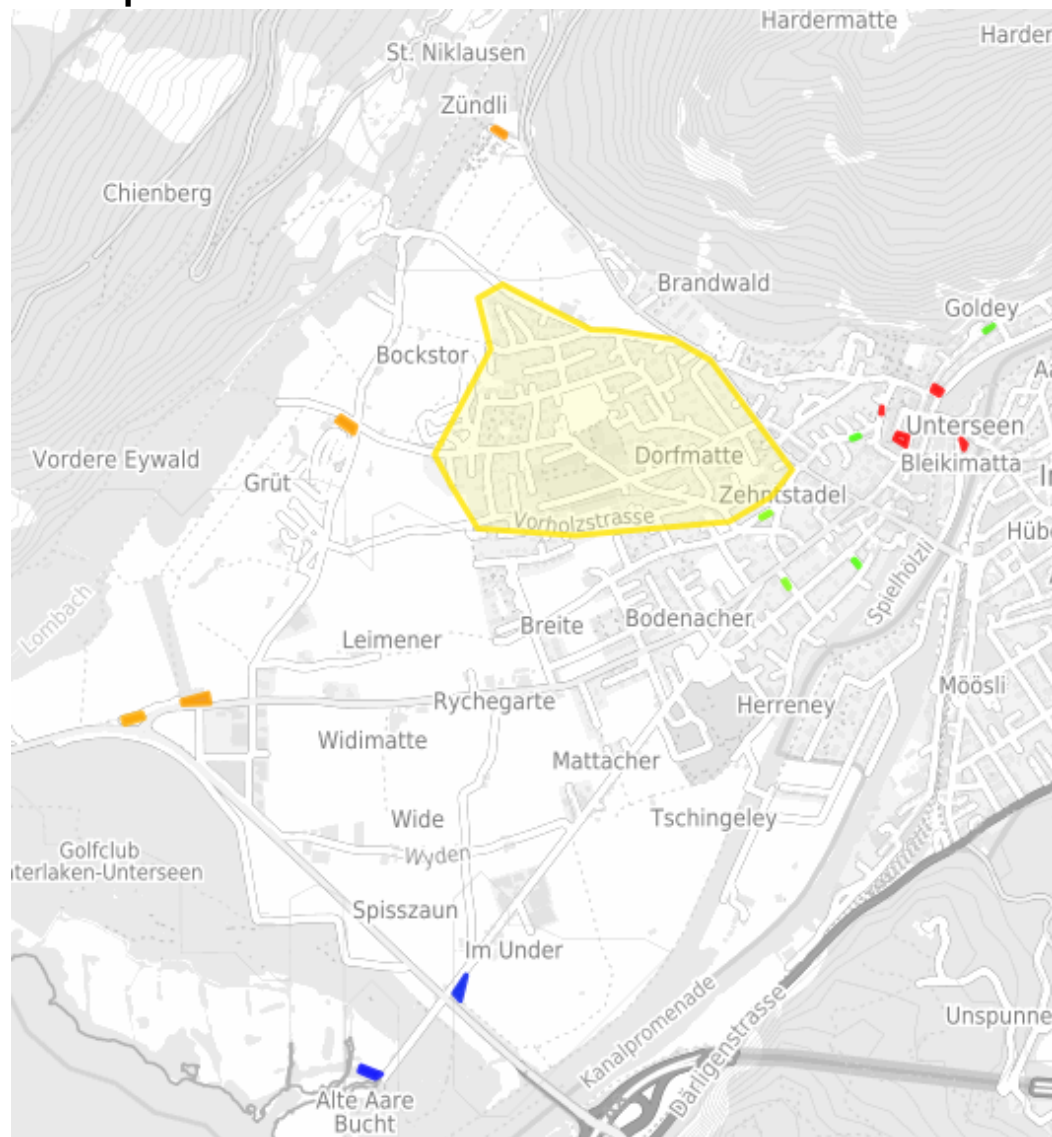 Hardermatte
Harder
St. Niklausen
Zündli
Chienberg
Brandwald
Goldey
Bockstor
Unterseen
Dorfmatte
Bleikimatta
Vordere Eywald
Grüt
Zehntstadel
Vorholzstrasse
Hüb
Spielhölzli
Lombach
Leimener
Breite
Bodenacher
Möösli
Rychegarte
Herreney
Widimatte
Mattacher
Wide
Tschingeley
Golfclub
Wyden
nterlaken-Unterseen
Spisszaun
Im Under
Kanalpromenade
Därligenstrasse
Unspunne
Alte Aare
Bucht